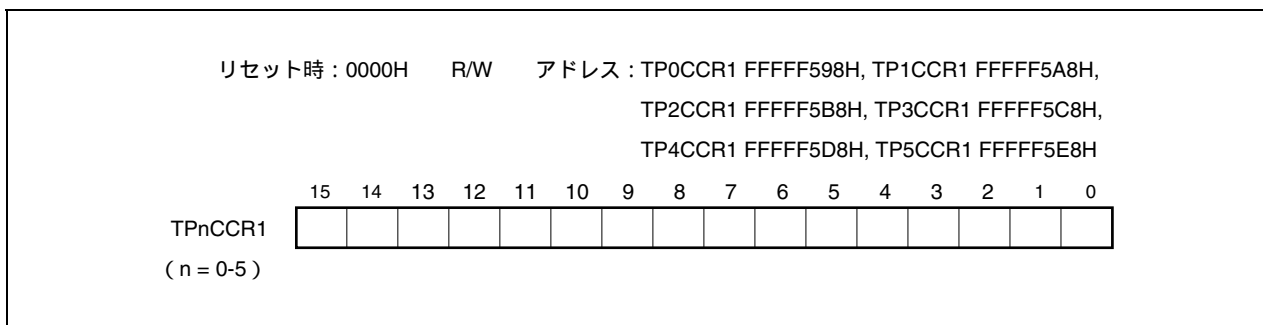 リセット時：0000H　R/W　アドレス：TP0CCR1 FFFFF598H, TP1CCR1 FFFFF5A8H,
TP2CCR1 FFFFF5B8H, TP3CCR1 FFFFF5C8H,
TP4CCR1 FFFFF5D8H, TP5CCR1 FFFFF5E8H
15 14 13 12 11 10 9 8 7 6 5 4 3 2 1 0
TPnCCR1
（n = 0-5）